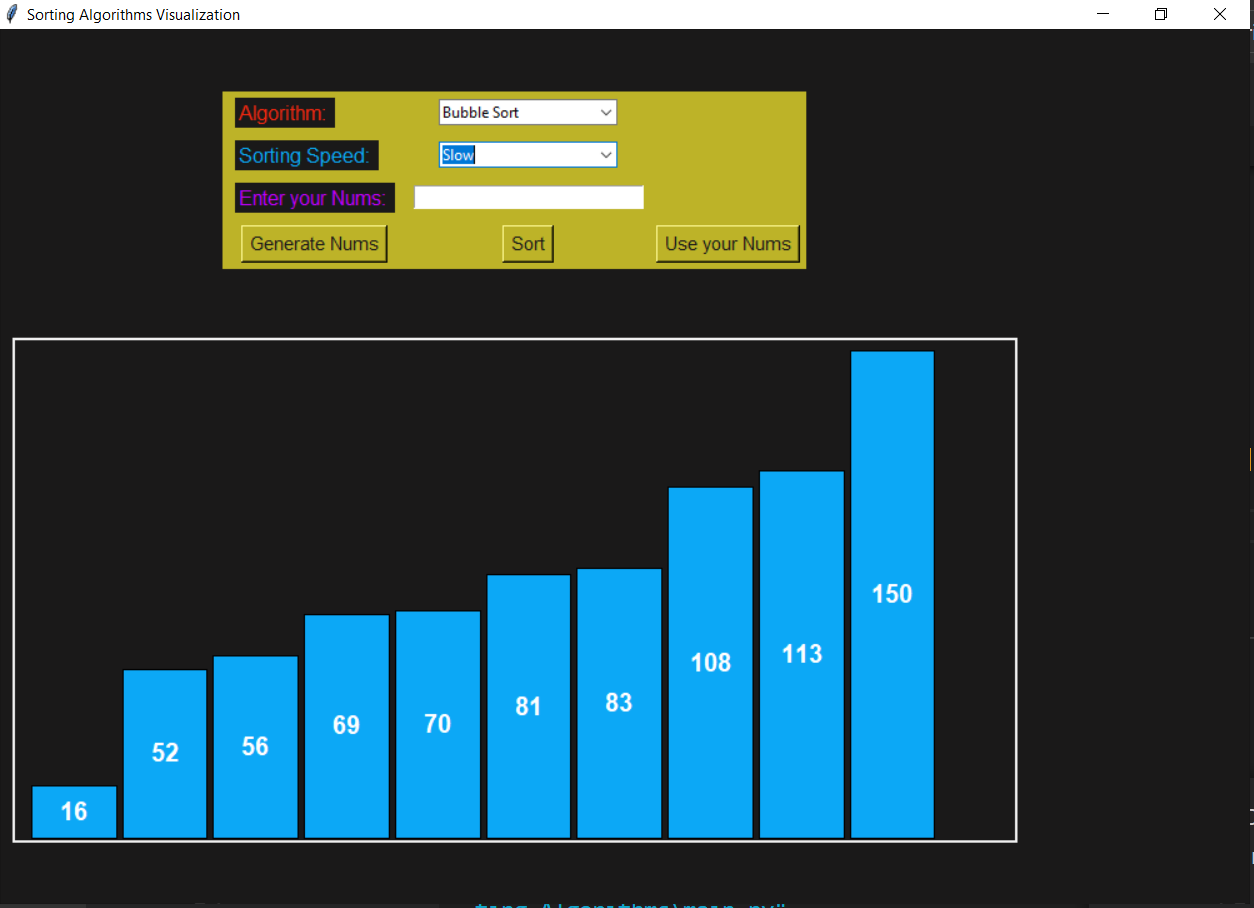 Sorting Algorithms Visualization
Algorithm: Bubble Sort
Sorting Speed: Slow
Enter your Nums:
Generate Nums Sort Use your Nums
16 52 56 69 70 81 83 108 113 150